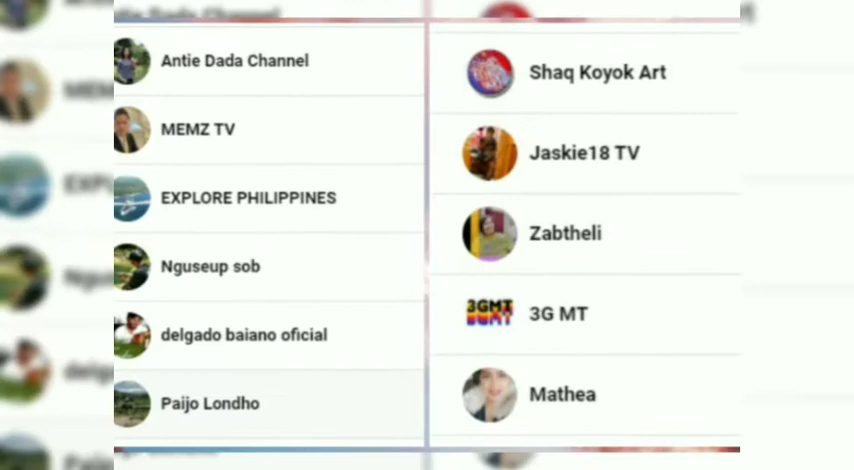 Antie Dada Channel
MEMZ TV
EXPLORE PHILIPPINES
Nguseup sob
delgado baiano oficial
Paijo Londho
Shaq Koyok Art
Jaskie18 TV
Zabtheli
3GMT
3G MT
Mathea